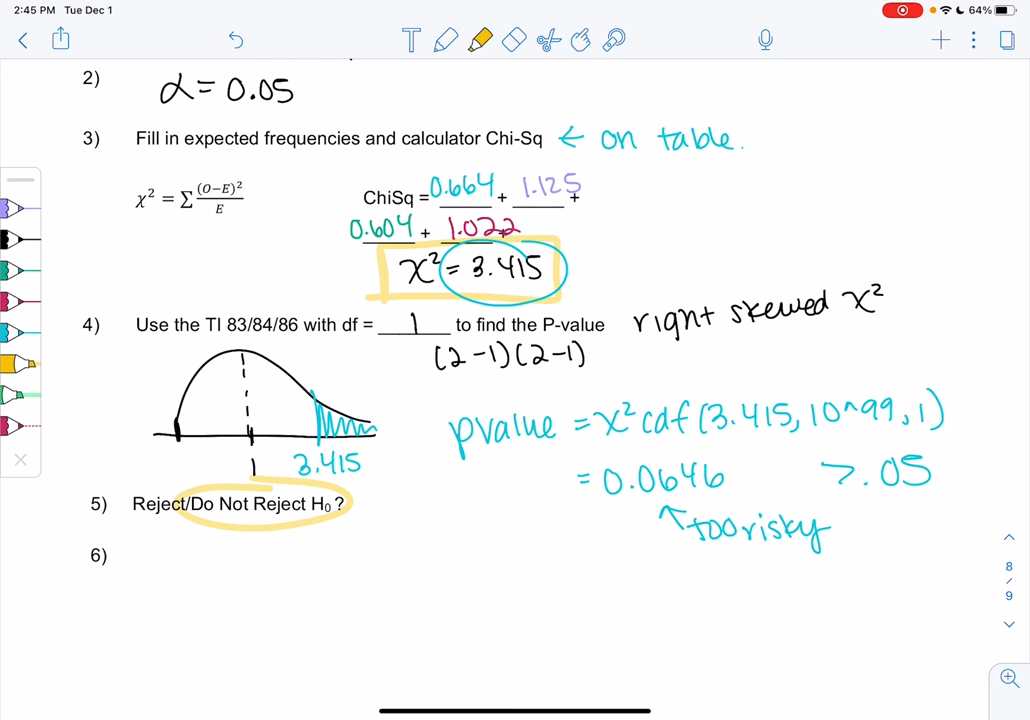 2:45 PM Tue Dec 1
64%
T
2)
α = 0.05
3) Fill in expected frequencies and calculator Chi-Sq ← on table.
χ² = Σ (O−E)²/E
ChiSq = 0.664 + 1.125 +
0.604 + 1.022
χ² = 3.415
4) Use the TI 83/84/86 with df = 1 to find the P-value
right skewed χ²
(2-1)(2-1)
pvalue = χ²cdf(3.415, 10^99, 1)
1
3.415
= 0.0646 > .05
↑ too risky
5) Reject/Do Not Reject H₀ ?
6)
8
/
9